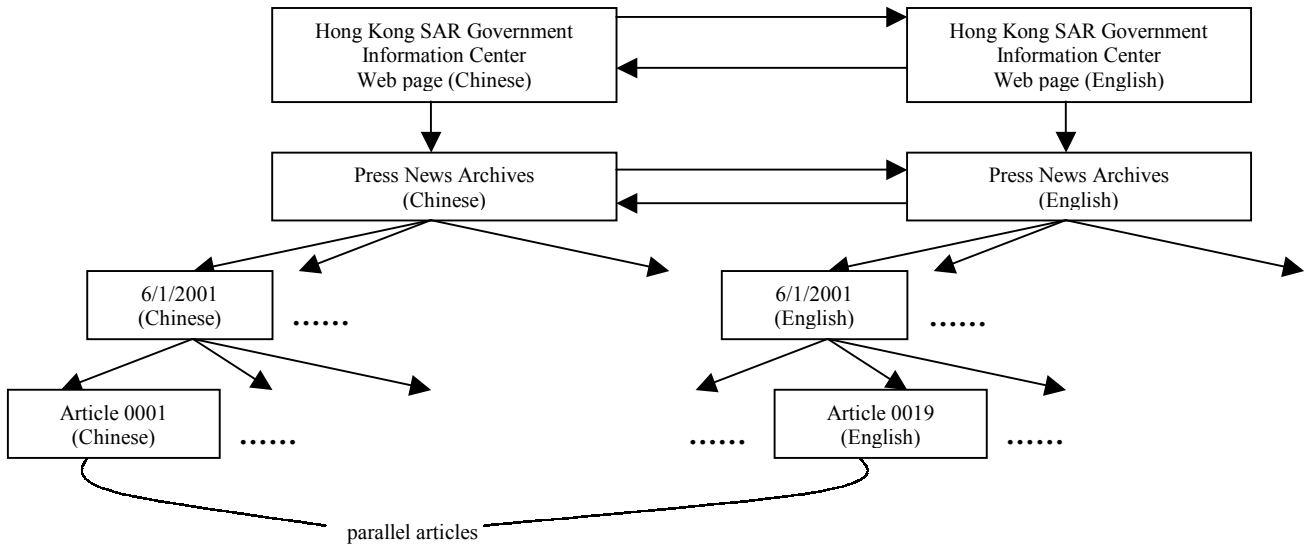 Hong Kong SAR Government
Information Center
Web page (Chinese)
Hong Kong SAR Government
Information Center
Web page (English)
Press News Archives
(Chinese)
Press News Archives
(English)
6/1/2001
(Chinese)
......
6/1/2001
(English)
......
Article 0001
(Chinese)
......
......
Article 0019
(English)
......
parallel articles